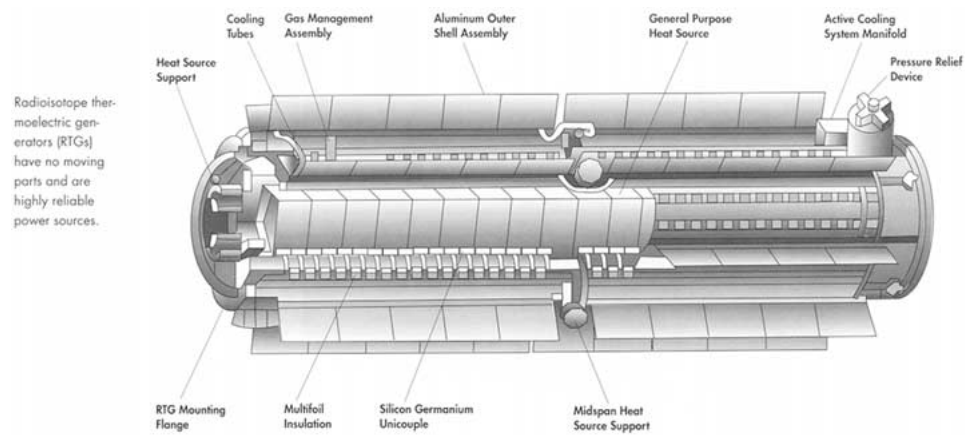 Cooling
Tubes
Gas Management
Assembly
Aluminum Outer
Shell Assembly
General Purpose
Heat Source
Active Cooling
System Manifold
Heat Source
Support
Pressure Relief
Device
Radioisotope ther-
moelectric gen-
erators (RTGs)
have no moving
parts and are
highly reliable
power sources.
RTG Mounting
Flange
Multifoil
Insulation
Silicon Germanium
Unicouple
Midspan Heat
Source Support